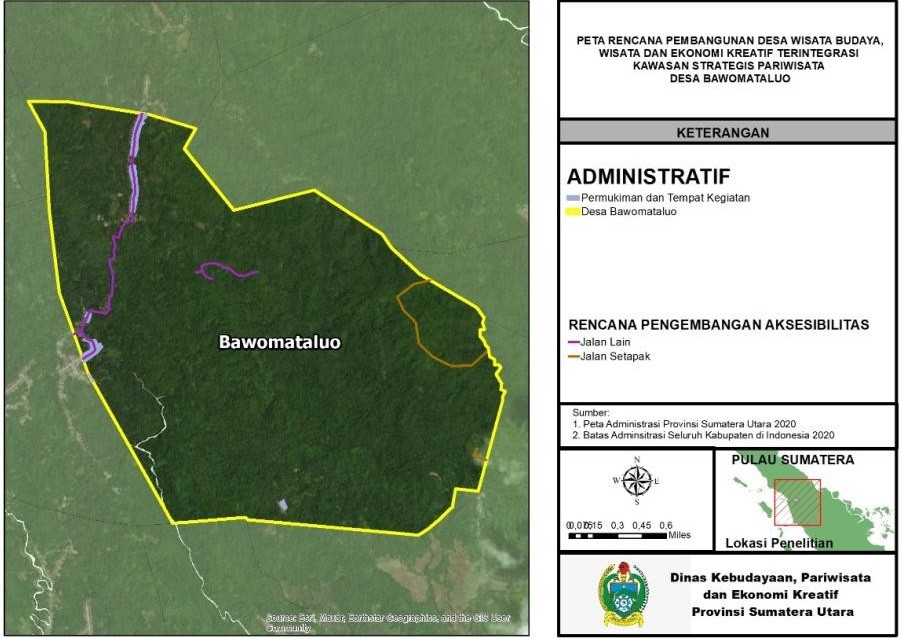 PETA RENCANA PEMBANGUNAN DESA WISATA BUDAYA,
WISATA DAN EKONOMI KREATIF TERINTEGRASI
KAWASAN STRATEGIS PARIWISATA
DESA BAWOMATALUO
KETERANGAN
ADMINISTRATIF
Permukiman dan Tempat Kegiatan
Desa Bawomataluo
Bawomataluo
RENCANA PENGEMBANGAN AKSESIBILITAS
Jalan Lain
Jalan Setapak
Sumber:
1. Peta Administrasi Provinsi Sumatera Utara 2020
2. Batas Adminsitrasi Seluruh Kabupaten di Indonesia 2020
N
W E
S
0 0,075 0,15 0,3 0,45 0,6
Miles
PULAU SUMATERA
Lokasi Penelitian
Dinas Kebudayaan, Pariwisata
dan Ekonomi Kreatif
Provinsi Sumatera Utara
Source: Esri, Maxar, Earthstar Geographics, and the GIS User
Community